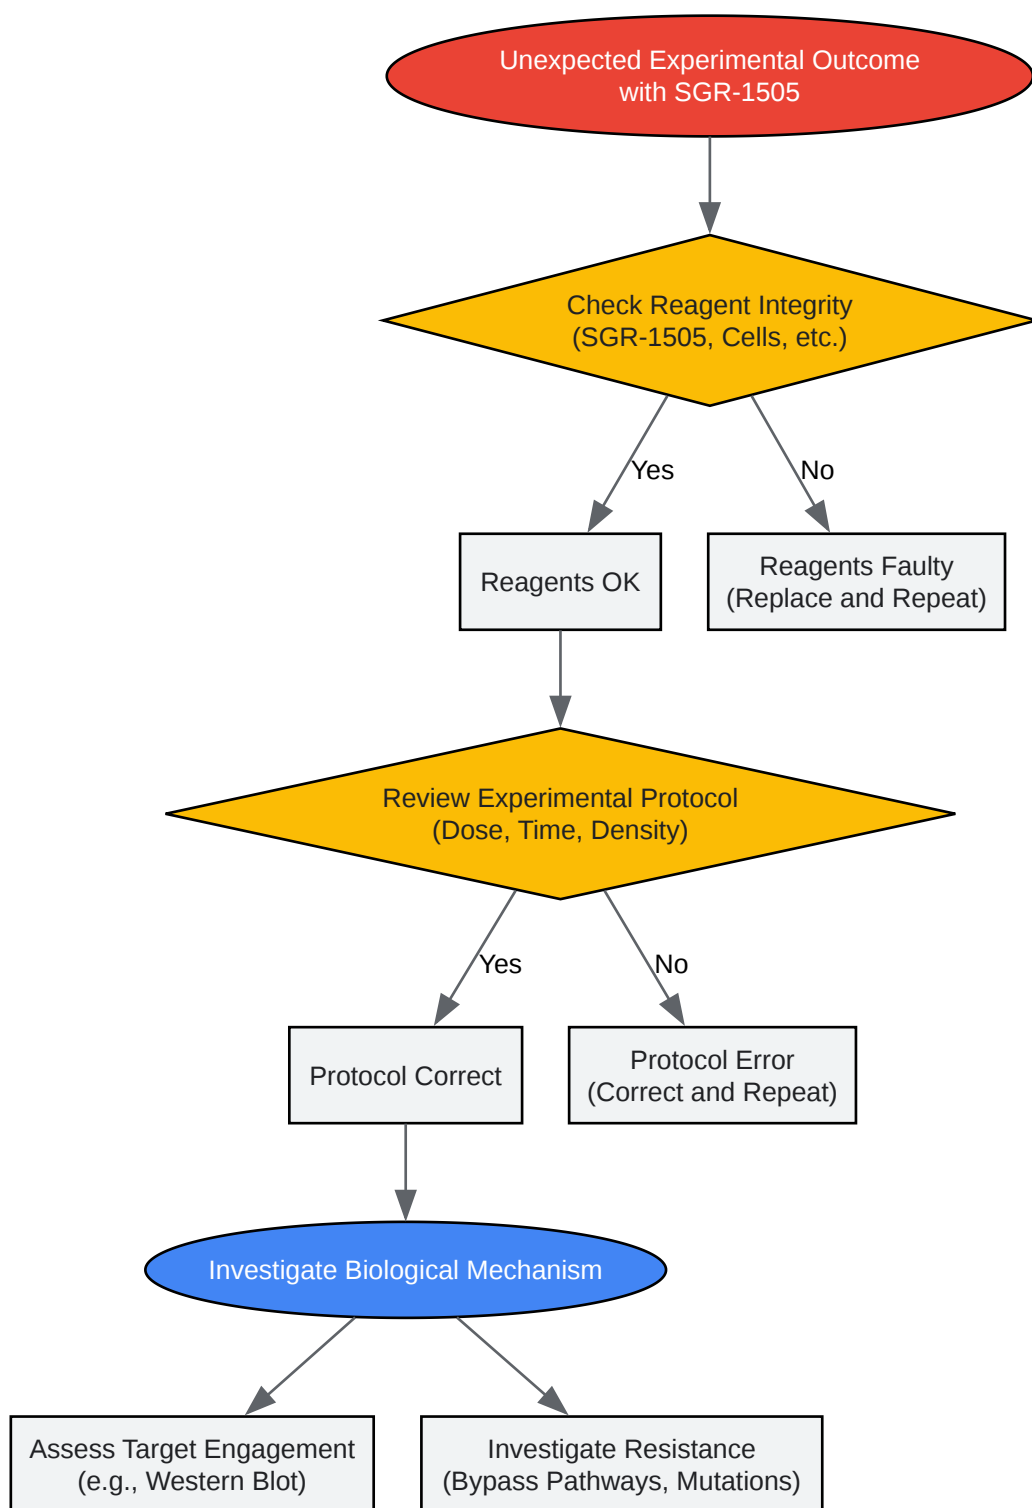 Unexpected Experimental Outcome
with SGR-1505
Check Reagent Integrity
(SGR-1505, Cells, etc.)
Yes
No
Reagents OK
Reagents Faulty
(Replace and Repeat)
Review Experimental Protocol
(Dose, Time, Density)
Yes
No
Protocol Correct
Protocol Error
(Correct and Repeat)
Investigate Biological Mechanism
Assess Target Engagement
(e.g., Western Blot)
Investigate Resistance
(Bypass Pathways, Mutations)